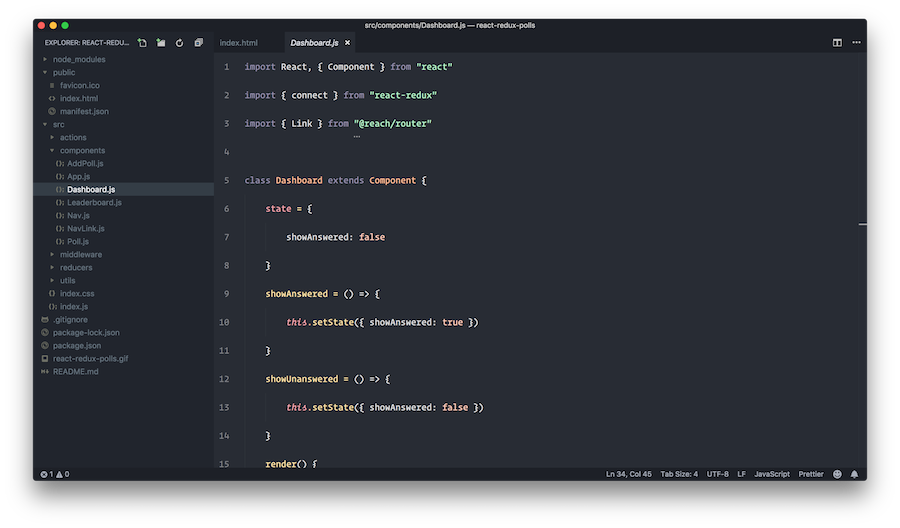 src/components/Dashboard.js — react-redux-polls
EXPLORER: REACT-REDU...
index.html
Dashboard.js ×
node_modules
public
favicon.ico
<> index.html
manifest.json
src
actions
components
(); AddPoll.js
(); App.js
(); Dashboard.js
(); Leaderboard.js
(); Nav.js
(); NavLink.js
(); Poll.js
middleware
reducers
utils
{} index.css
(); index.js
.gitignore
package-lock.json
package.json
react-redux-polls.gif
M↓ README.md
1 import React, { Component } from "react"
2 import { connect } from "react-redux"
3 import { Link } from "@reach/router"
4
5 class Dashboard extends Component {
6 state = {
7 showAnswered: false
8 }
9 showAnswered = () => {
10 this.setState({ showAnswered: true })
11 }
12 showUnanswered = () => {
13 this.setState({ showAnswered: false })
14 }
15 render() {
1 0
Ln 34, Col 45 Tab Size: 4 UTF-8 LF JavaScript Prettier